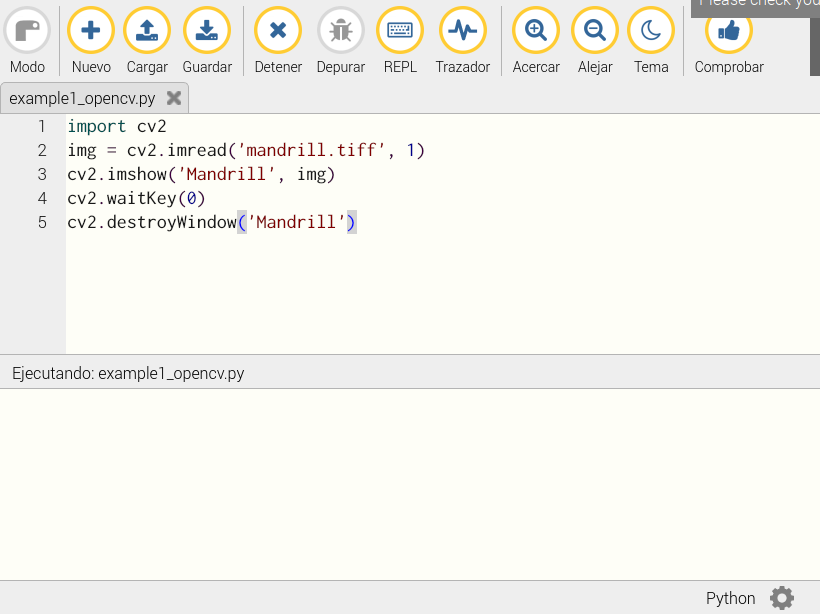 Please check you
Modo Nuevo Cargar Guardar Detener Depurar REPL Trazador Acercar Alejar Tema Comprobar
example1_opencv.py
1 import cv2
2 img = cv2.imread('mandrill.tiff', 1)
3 cv2.imshow('Mandrill', img)
4 cv2.waitKey(0)
5 cv2.destroyWindow('Mandrill')
Ejecutando: example1_opencv.py
Python